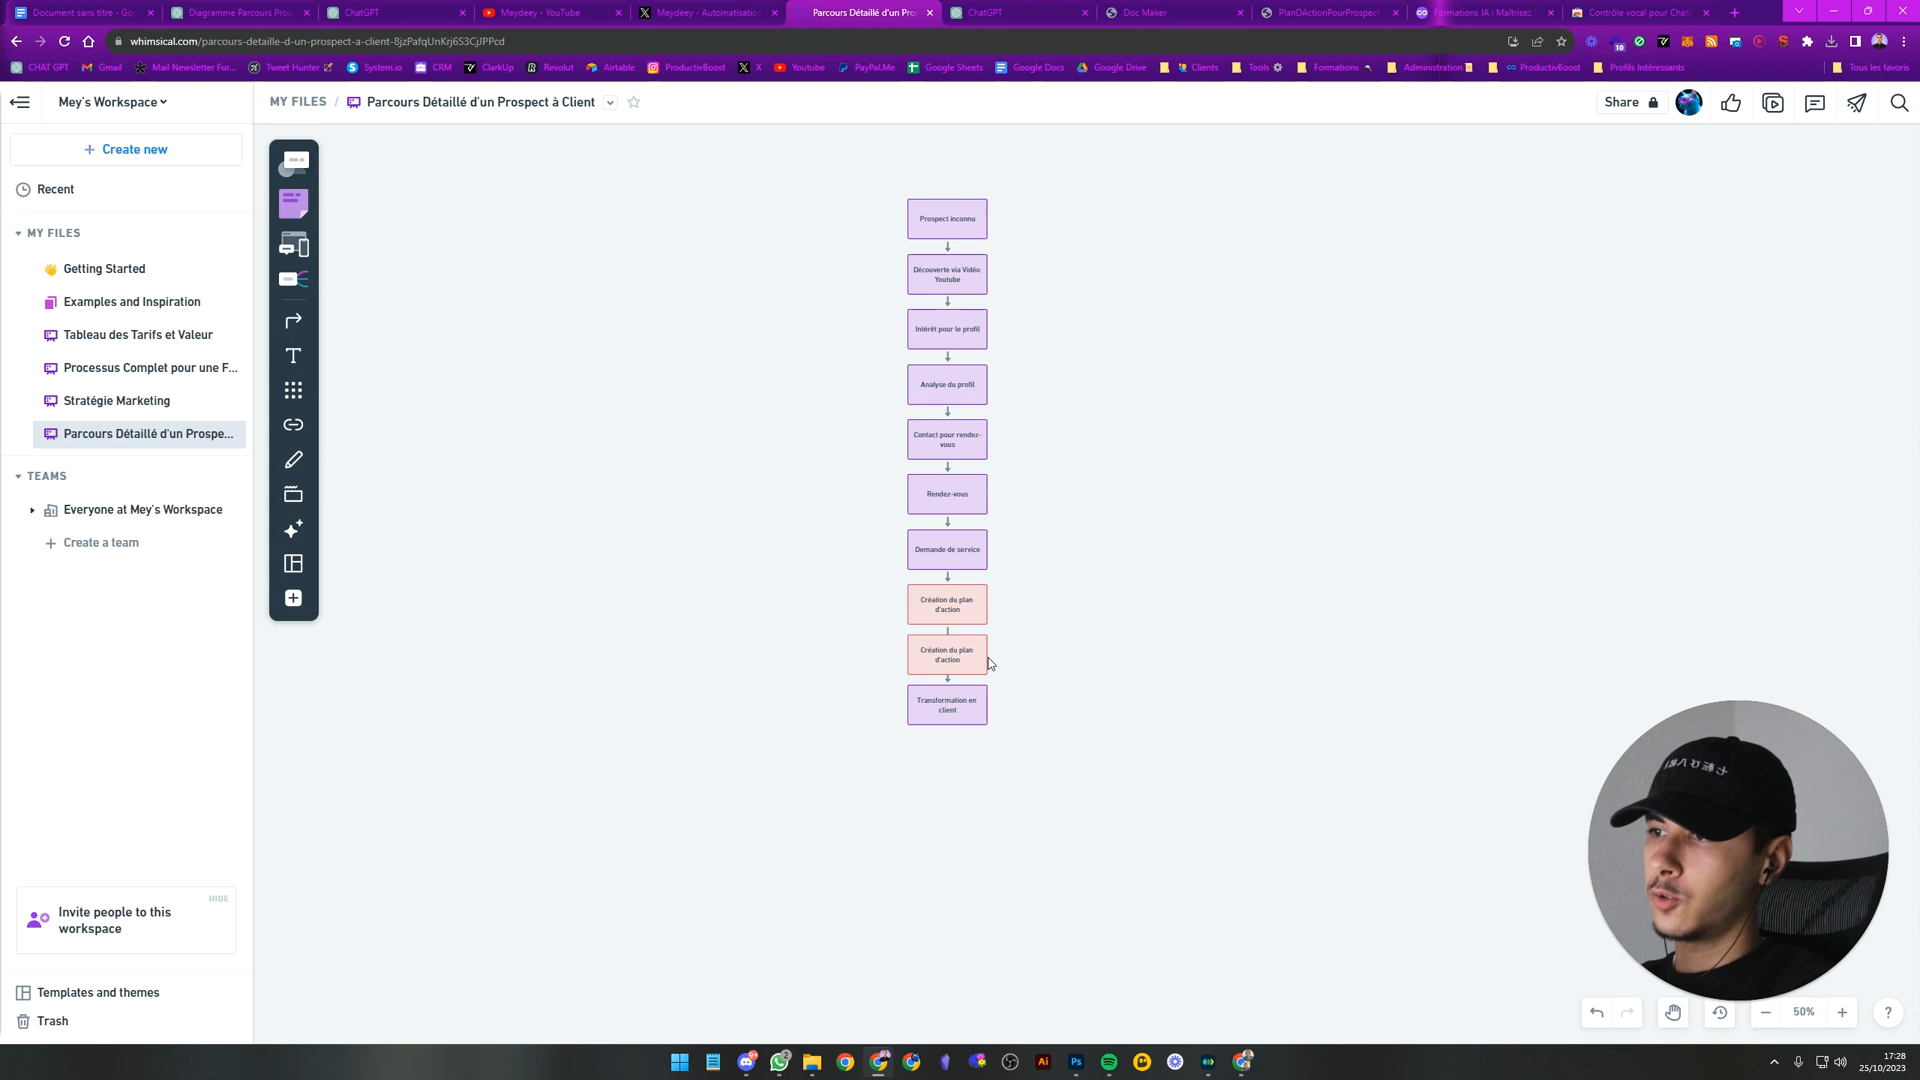 Document sans titre - Goo
Diagramme Parcours Pros
ChatGPT
Meydeey - YouTube
Meydeey - Automatisatio
Parcours Détaillé d'un Pro
ChatGPT
Doc Maker
PlanDActionPourProspect
Formations IA : Maîtrisez
Contrôle vocal pour Chat
whimsical.com/parcours-detaille-d-un-prospect-a-client-8jzPafqUnKrj6S3CjJPPcd
CHAT GPT
Gmail
Mail Newsletter Fur...
Tweet Hunter
System.io
CRM
ClarkUp
Revolut
Airtable
ProductivBoost
X
Youtube
PayPal.Me
Google Sheets
Google Docs
Google Drive
Clients
Tools
Formations
Administration
ProductivBoost
Profils Intéressants
Tous les favoris
Mey's Workspace
MY FILES / Parcours Détaillé d'un Prospect à Client
Share
+ Create new
Recent
MY FILES
Getting Started
Examples and Inspiration
Tableau des Tarifs et Valeur
Processus Complet pour une F...
Stratégie Marketing
Parcours Détaillé d'un Prospe...
TEAMS
Everyone at Mey's Workspace
+ Create a team
Prospect inconnu
Découverte via Vidéo
Youtube
Intérêt pour le profil
Analyse du profil
Contact pour rendez-
vous
Rendez-vous
Demande de service
Création du plan
d'action
Création du plan
d'action
Transformation en
client
HIDE
Invite people to this
workspace
Templates and themes
Trash
50%
?
17:28
25/10/2023